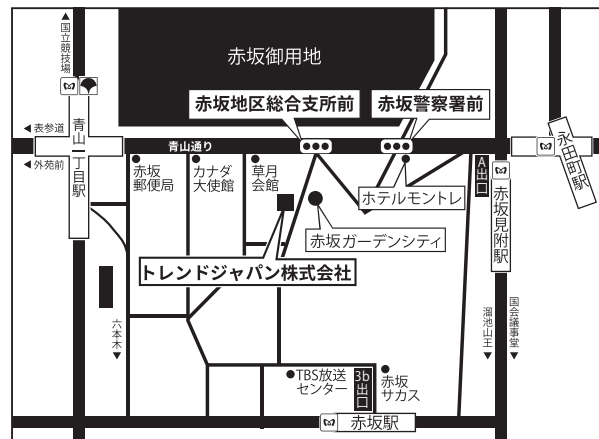 国立競技場
赤坂御用地
赤坂地区総合支所前
赤坂警察署前
表参道
外苑前
青山一丁目駅
青山通り
永田町駅
赤坂
郵便局
カナダ
大使館
草月
会館
ホテルモントレ
A出口
赤坂見附駅
赤坂ガーデンシティ
トレンドジャパン株式会社
六本木
溜池山王
国会議事堂
TBS放送
センター
3b出口
赤坂
サカス
赤坂駅